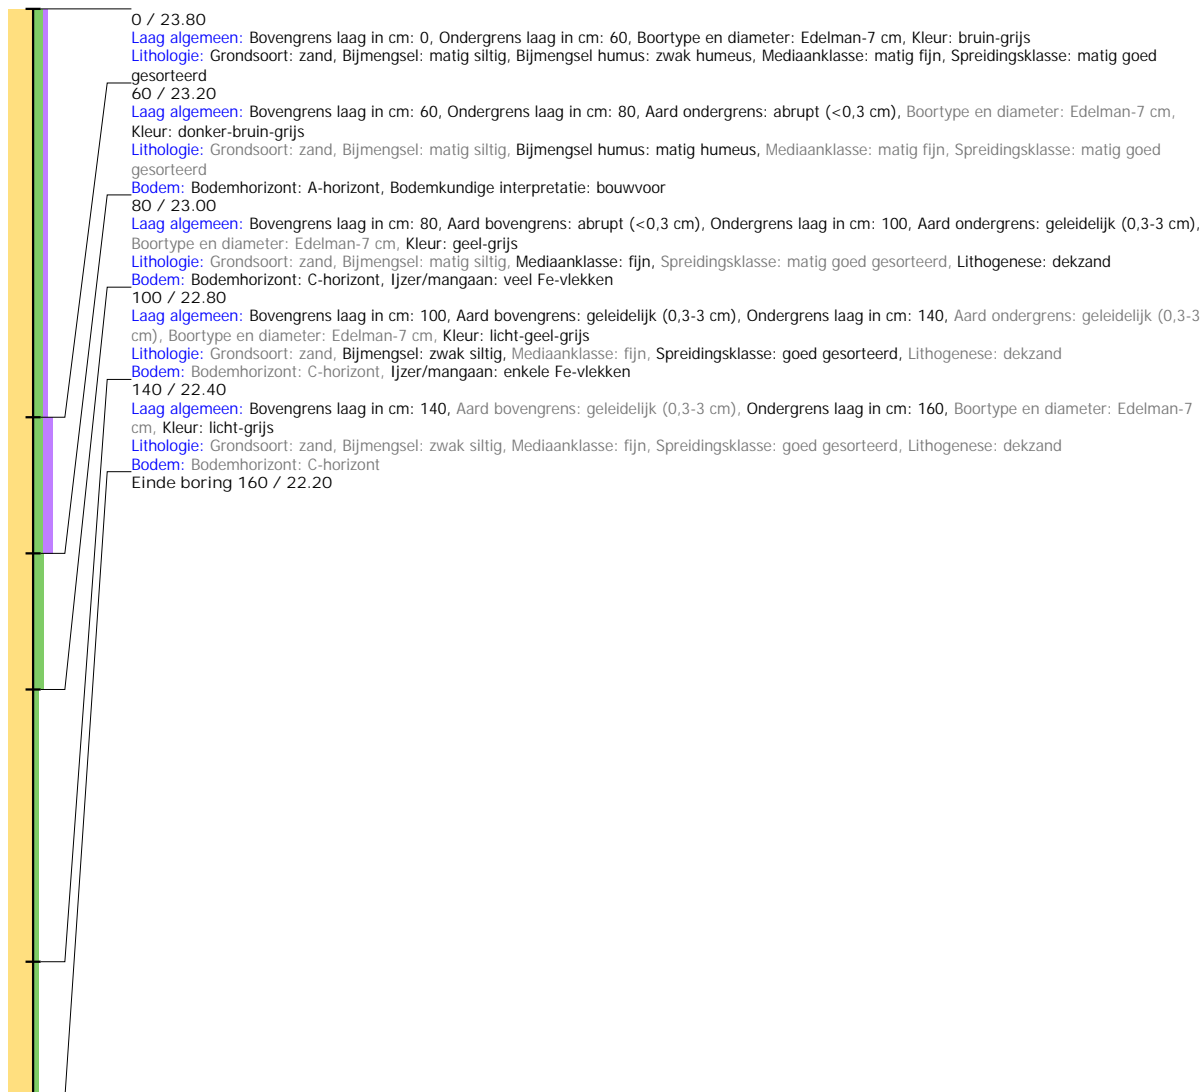 0 / 23.80
Laag algemeen: Bovengrens laag in cm: 0, Ondergrens laag in cm: 60, Boortype en diameter: Edelman-7 cm, Kleur: bruin-grijs
Lithologie: Grondsoort: zand, Bijmengsel: matig siltig, Bijmengsel humus: zwak humeus, Mediaanklasse: matig fijn, Spreidingsklasse: matig goed
gesorteerd
60 / 23.20
Laag algemeen: Bovengrens laag in cm: 60, Ondergrens laag in cm: 80, Aard ondergrens: abrupt (<0,3 cm), Boortype en diameter: Edelman-7 cm,
Kleur: donker-bruin-grijs
Lithologie: Grondsoort: zand, Bijmengsel: matig siltig, Bijmengsel humus: matig humeus, Mediaanklasse: matig fijn, Spreidingsklasse: matig goed
gesorteerd
Bodem: Bodemhorizont: A-horizont, Bodemkundige interpretatie: bouwvoor
80 / 23.00
Laag algemeen: Bovengrens laag in cm: 80, Aard bovengrens: abrupt (<0,3 cm), Ondergrens laag in cm: 100, Aard ondergrens: geleidelijk (0,3-3 cm),
Boortype en diameter: Edelman-7 cm, Kleur: geel-grijs
Lithologie: Grondsoort: zand, Bijmengsel: matig siltig, Mediaanklasse: fijn, Spreidingsklasse: matig goed gesorteerd, Lithogenese: dekzand
Bodem: Bodemhorizont: C-horizont, Ijzer/mangaan: veel Fe-vlekken
100 / 22.80
Laag algemeen: Bovengrens laag in cm: 100, Aard bovengrens: geleidelijk (0,3-3 cm), Ondergrens laag in cm: 140, Aard ondergrens: geleidelijk (0,3-3
cm), Boortype en diameter: Edelman-7 cm, Kleur: licht-geel-grijs
Lithologie: Grondsoort: zand, Bijmengsel: zwak siltig, Mediaanklasse: fijn, Spreidingsklasse: goed gesorteerd, Lithogenese: dekzand
Bodem: Bodemhorizont: C-horizont, Ijzer/mangaan: enkele Fe-vlekken
140 / 22.40
Laag algemeen: Bovengrens laag in cm: 140, Aard bovengrens: geleidelijk (0,3-3 cm), Ondergrens laag in cm: 160, Boortype en diameter: Edelman-7
cm, Kleur: licht-grijs
Lithologie: Grondsoort: zand, Bijmengsel: zwak siltig, Mediaanklasse: fijn, Spreidingsklasse: goed gesorteerd, Lithogenese: dekzand
Bodem: Bodemhorizont: C-horizont
Einde boring 160 / 22.20